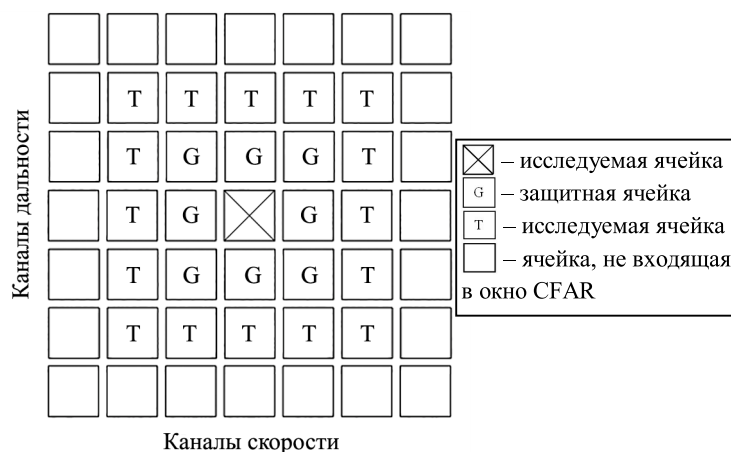 T T T T T
T G G G T
T G G T
T G G G T
T T T T T
Каналы дальности
Каналы скорости
– исследуемая ячейка
G – защитная ячейка
T – исследуемая ячейка
– ячейка, не входящая
в окно CFAR